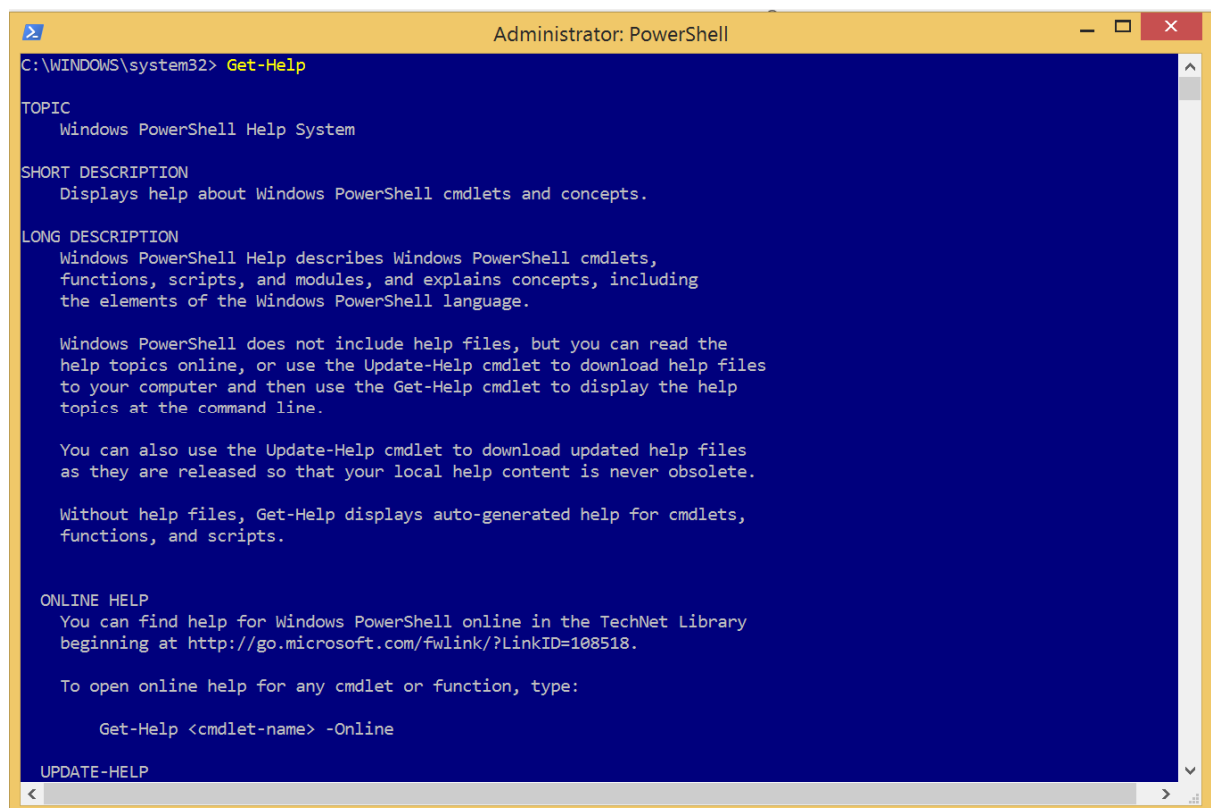 Administrator: PowerShell
C:\WINDOWS\system32> Get-Help
TOPIC
Windows PowerShell Help System
SHORT DESCRIPTION
Displays help about Windows PowerShell cmdlets and concepts.
LONG DESCRIPTION
Windows PowerShell Help describes Windows PowerShell cmdlets,
functions, scripts, and modules, and explains concepts, including
the elements of the Windows PowerShell language.
Windows PowerShell does not include help files, but you can read the
help topics online, or use the Update-Help cmdlet to download help files
to your computer and then use the Get-Help cmdlet to display the help
topics at the command line.
You can also use the Update-Help cmdlet to download updated help files
as they are released so that your local help content is never obsolete.
Without help files, Get-Help displays auto-generated help for cmdlets,
functions, and scripts.
ONLINE HELP
You can find help for Windows PowerShell online in the TechNet Library
beginning at http://go.microsoft.com/fwlink/?LinkID=108518.
To open online help for any cmdlet or function, type:
Get-Help <cmdlet-name> -Online
UPDATE-HELP